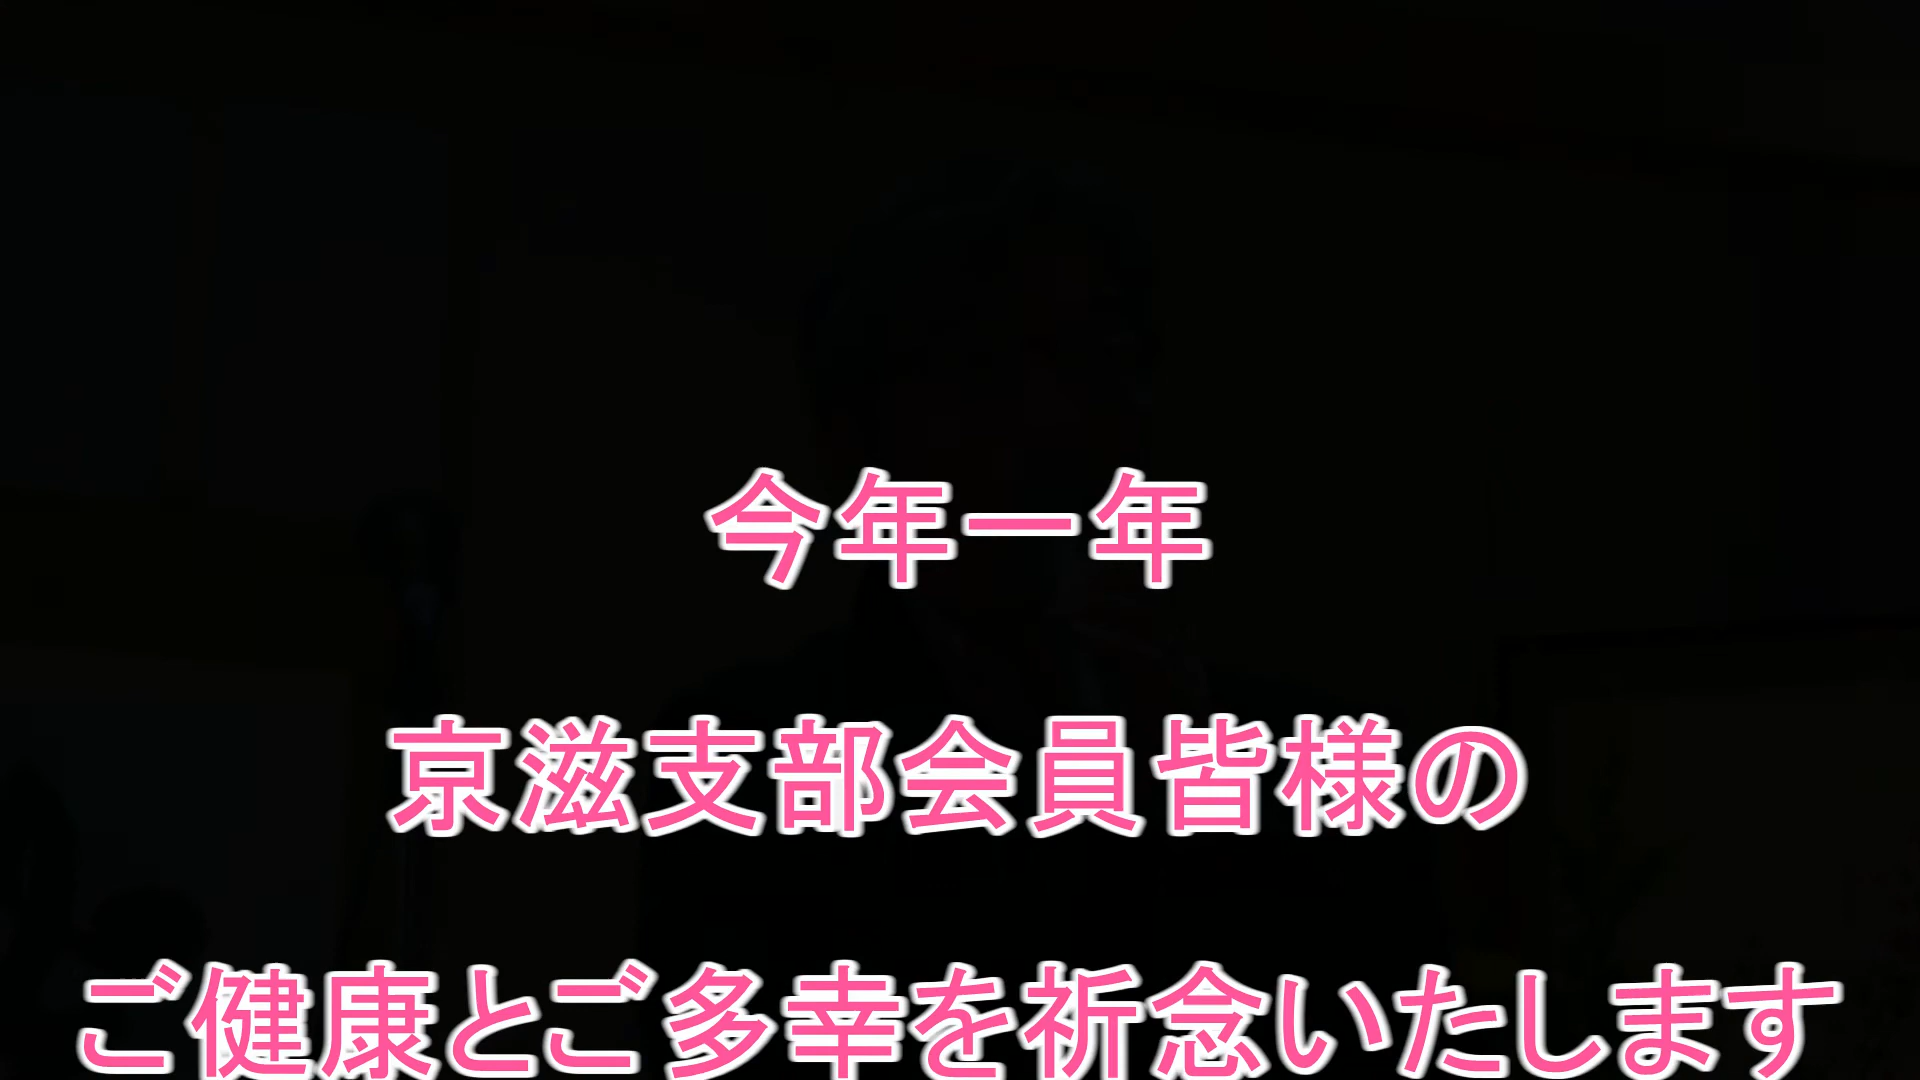 今年一年
京滋支部会員皆様の
ご健康とご多幸を祈念いたします